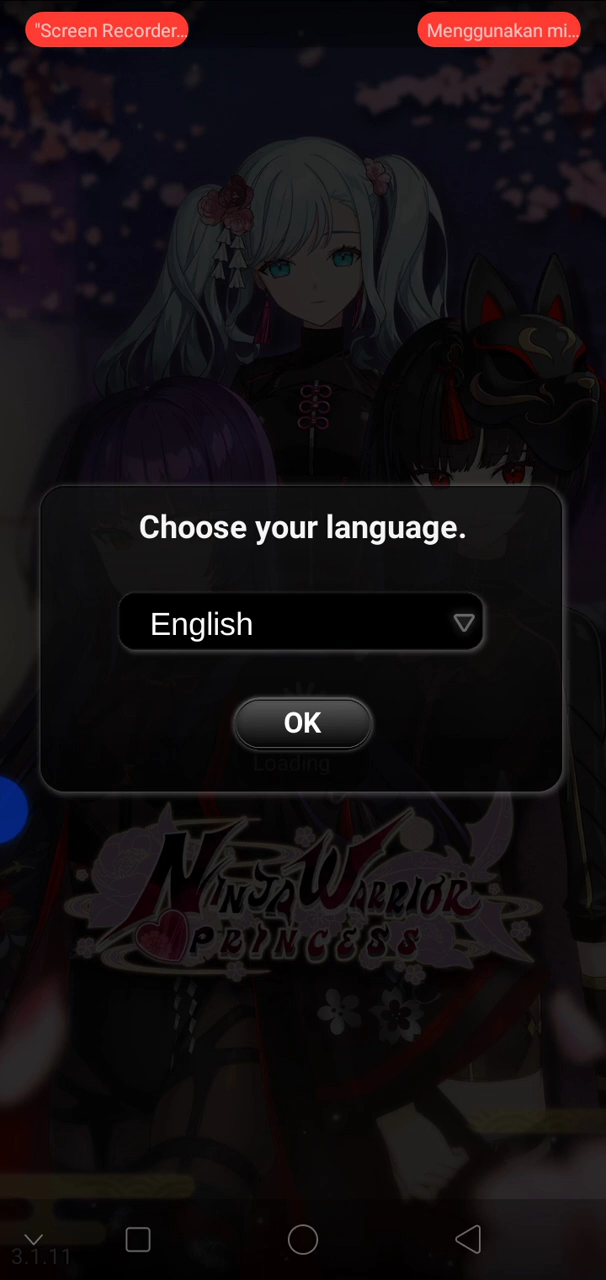 "Screen Recorder...
Menggunakan mi...
Choose your language.
English
OK
Loading
NINJA WARRIOR
PRINCESS
3.1.11